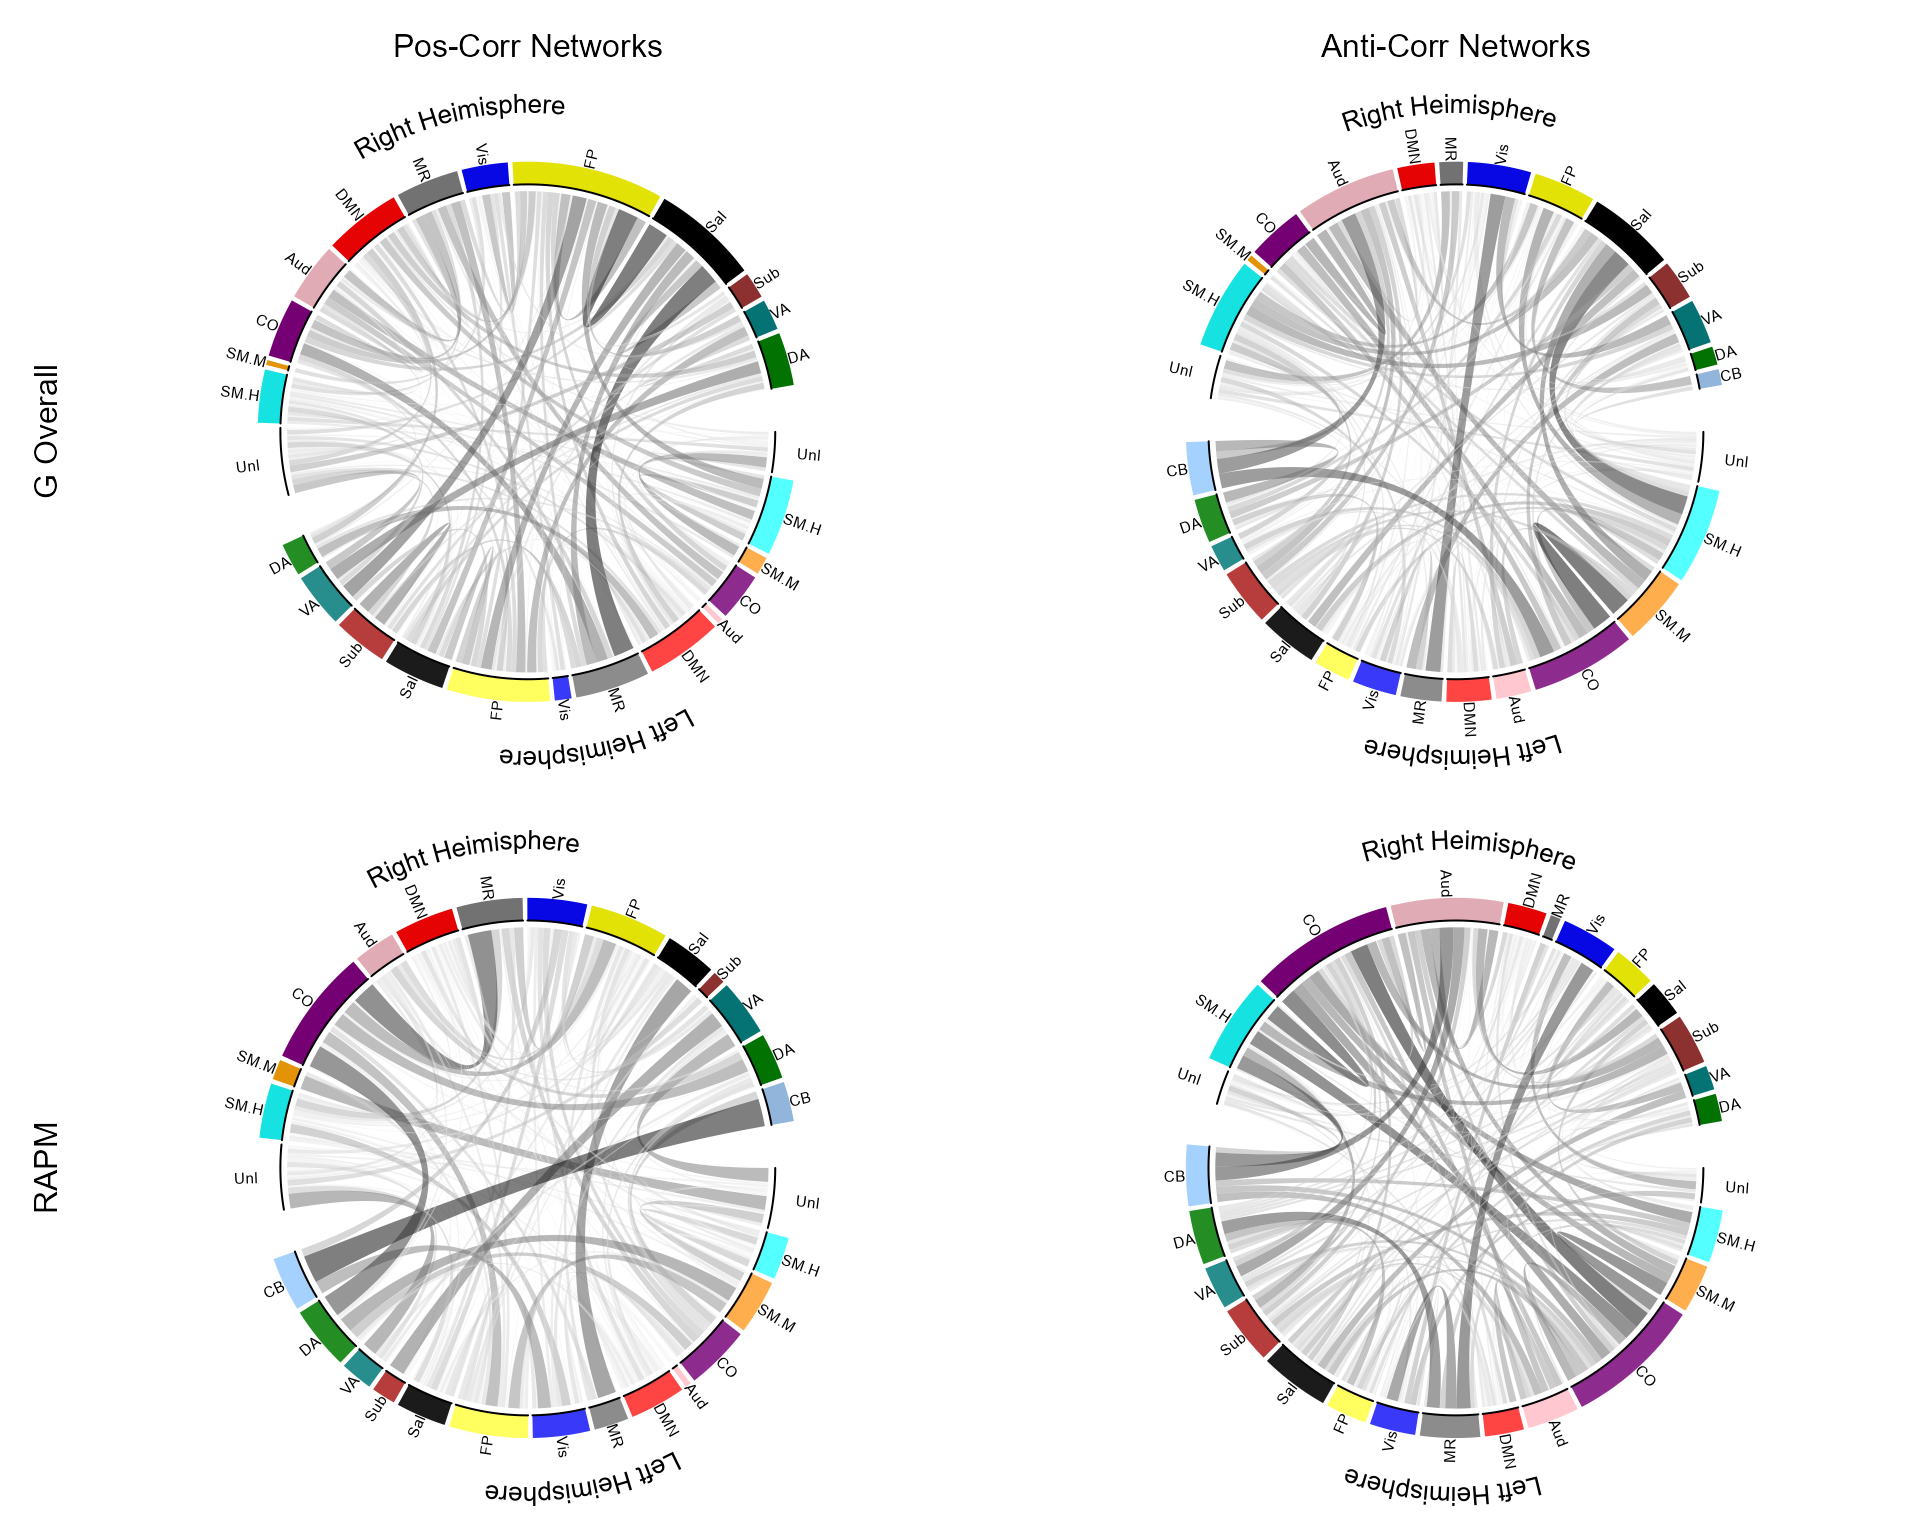 Pos-Corr Networks
Anti-Corr Networks
G Overall
Right Heimisphere
Unl
SM.H
SM.M
CO
Aud
DMN
MR
Vis
FP
Sal
Sub
VA
DA
Unl
SM.H
SM.M
CO
Aud
DMN
MR
Vis
FP
Sal
Sub
VA
DA
Left Heimisphere
Right Heimisphere
Unl
SM.H
SM.M
CO
Aud
DMN
MR
Vis
FP
Sal
Sub
VA
DA
CB
Unl
SM.H
SM.M
CO
Aud
DMN
MR
Vis
FP
Sal
Sub
VA
DA
CB
Left Heimisphere
RAPM
Right Heimisphere
Unl
SM.H
SM.M
CO
Aud
DMN
MR
Vis
FP
Sal
Sub
VA
DA
CB
Unl
SM.H
SM.M
CO
Aud
DMN
MR
Vis
FP
Sal
Sub
VA
DA
CB
Left Heimisphere
Right Heimisphere
Unl
SM.H
CO
Aud
DMN
MR
Vis
FP
Sal
Sub
VA
DA
Unl
SM.H
SM.M
CO
Aud
DMN
MR
Vis
FP
Sal
Sub
VA
DA
CB
Left Heimisphere